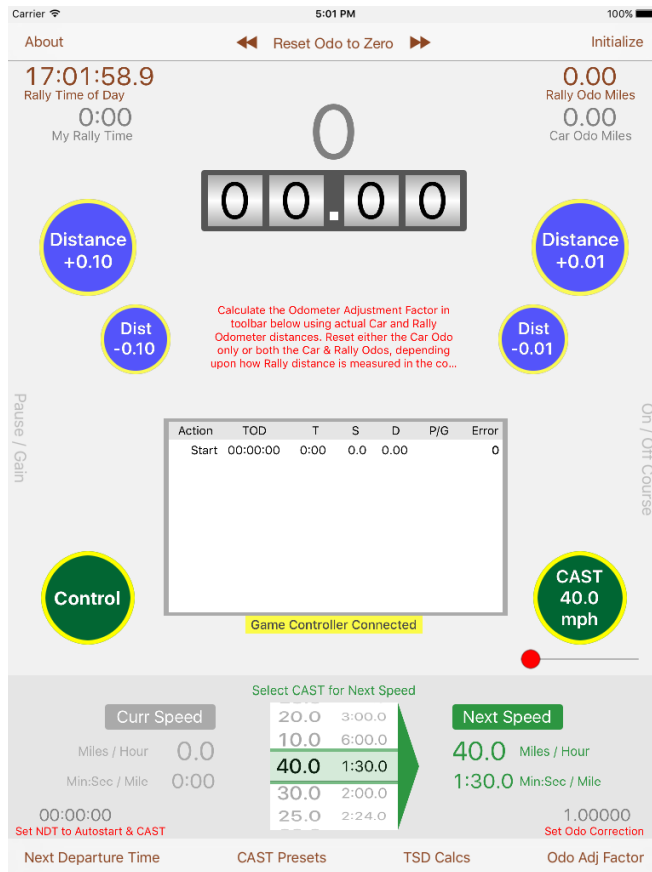 Carrier 5:01 PM 100%
About Reset Odo to Zero Initialize
17:01:58.9 0.00
Rally Time of Day Rally Odo Miles
0:00 0 0.00
My Rally Time Car Odo Miles
0 0 . 0 0
Distance Distance
+0.10 +0.01
Dist Dist
-0.10 -0.01
Calculate the Odometer Adjustment Factor in
toolbar below using actual Car and Rally
Odometer distances. Reset either the Car Odo
only or both the Car & Rally Odos, depending
upon how Rally distance is measured in the co...
Pause / Gain
On / Off Course
Action TOD T S D P/G Error
Start 00:00:00 0:00 0.0 0.00 0
Control
CAST
40.0
mph
Game Controller Connected
Select CAST for Next Speed
Curr Speed 20.0 3:00.0 Next Speed
10.0 6:00.0
Miles / Hour 0.0 40.0 1:30.0 40.0 Miles / Hour
Min:Sec / Mile 0:00 30.0 2:00.0 1:30.0 Min:Sec / Mile
00:00:00 25.0 2:24.0 1.00000
Set NDT to Autostart & CAST Set Odo Correction
Next Departure Time CAST Presets TSD Calcs Odo Adj Factor